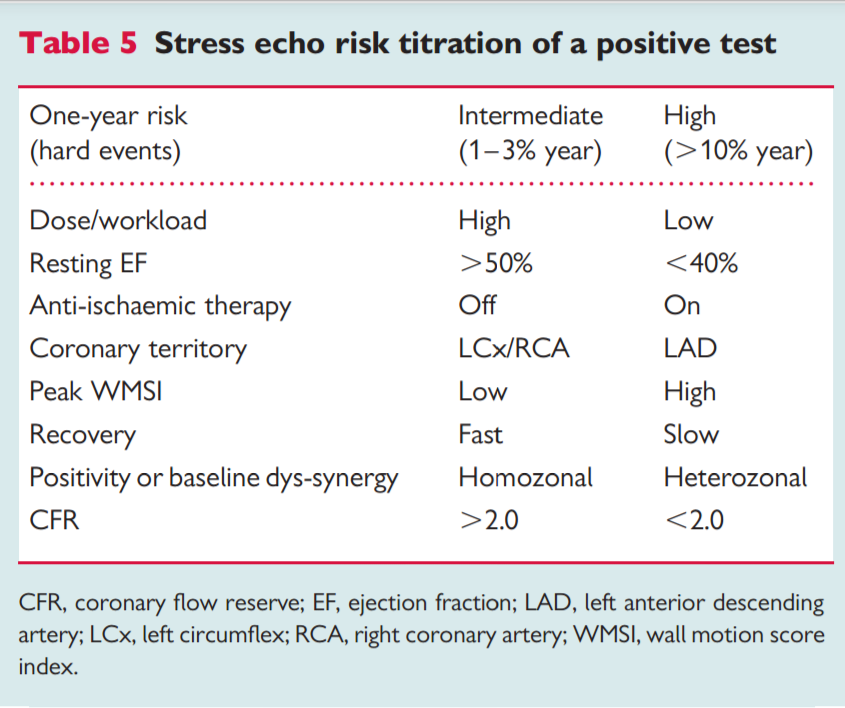 Table 5 Stress echo risk titration of a positive test
One-year risk Intermediate High
(hard events) (1–3% year) (>10% year)
Dose/workload High Low
Resting EF >50% <40%
Anti-ischaemic therapy Off On
Coronary territory LCx/RCA LAD
Peak WMSI Low High
Recovery Fast Slow
Positivity or baseline dys-synergy Homozonal Heterozonal
CFR >2.0 <2.0
CFR, coronary flow reserve; EF, ejection fraction; LAD, left anterior descending
artery; LCx, left circumflex; RCA, right coronary artery; WMSI, wall motion score
index.